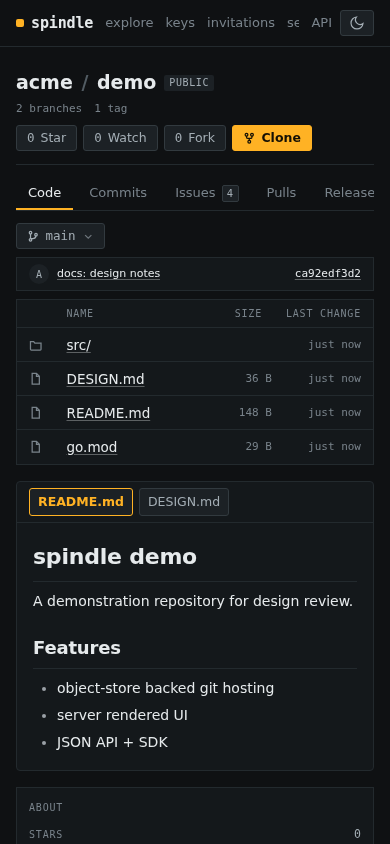 spindle explore keys invitations se API
acme / demo PUBLIC
2 branches 1 tag
0 Star 0 Watch 0 Fork Clone
Code Commits Issues 4 Pulls Release
main
A docs: design notes ca92edf3d2
NAME SIZE LAST CHANGE
src/ just now
DESIGN.md 36 B just now
README.md 148 B just now
go.mod 29 B just now
README.md DESIGN.md
spindle demo
A demonstration repository for design review.
Features
• object-store backed git hosting
• server rendered UI
• JSON API + SDK
ABOUT
STARS 0